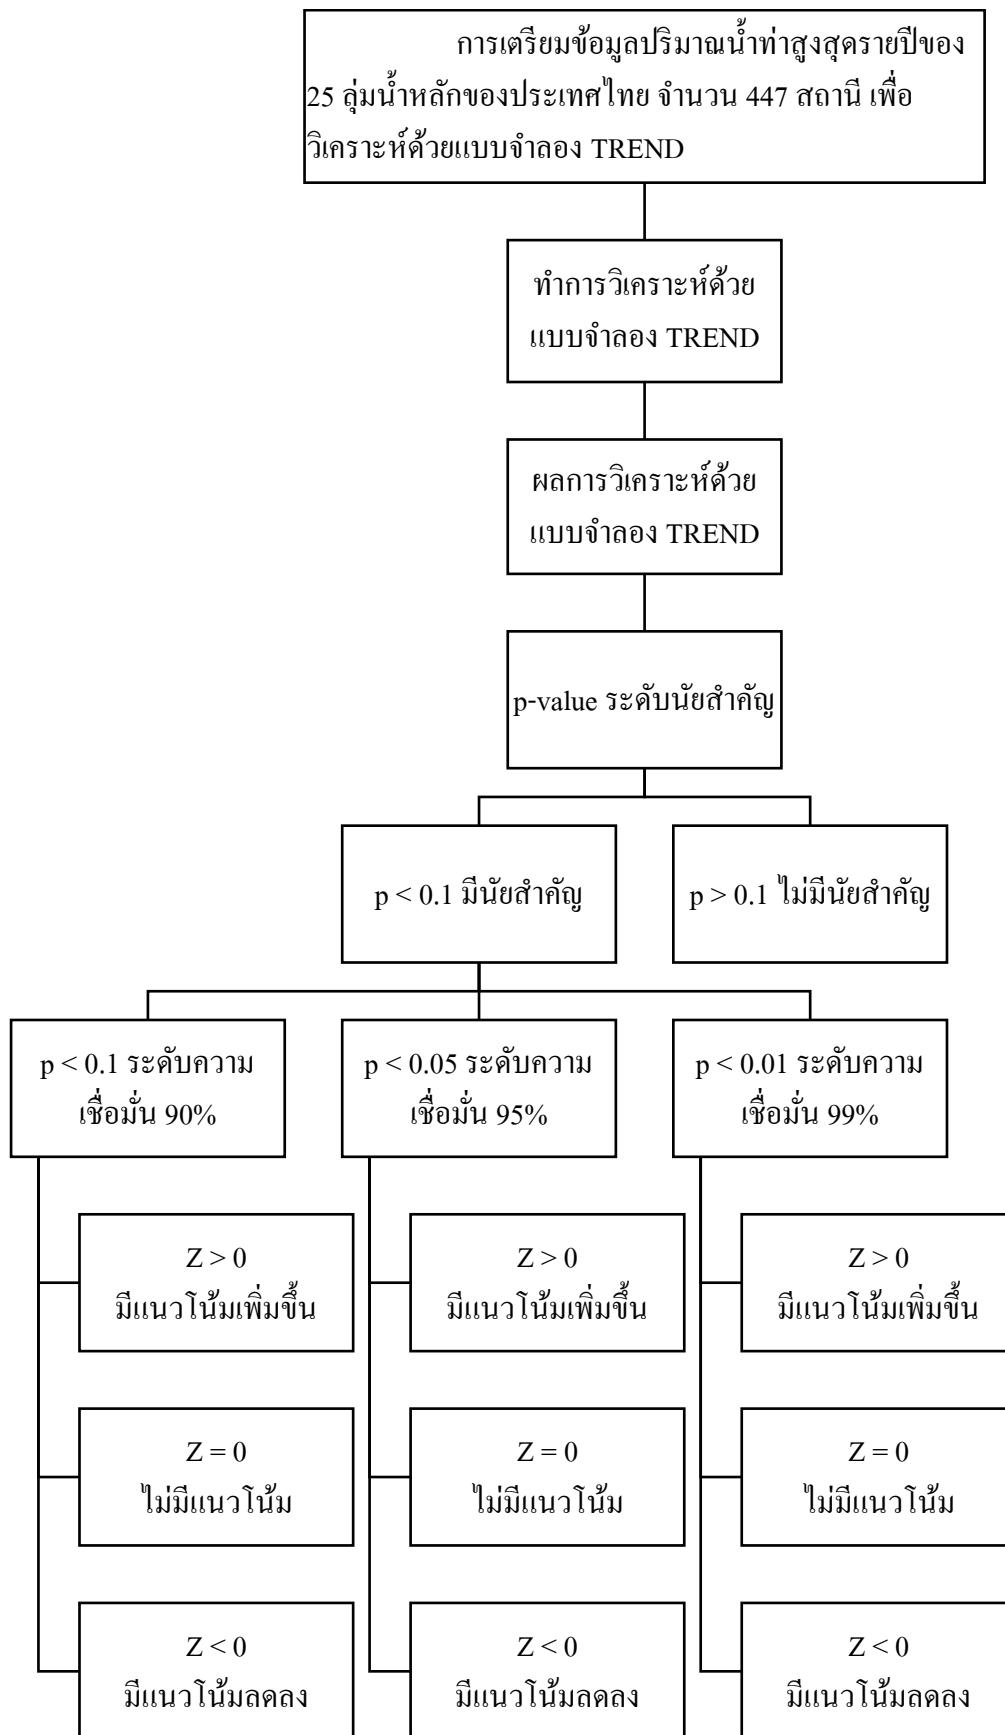 การเตรียมข้อมูลปริมาณน้ำท่าสูงสุดรายปีของ
25 ลุ่มน้ำหลักของประเทศไทย จำนวน 447 สถานี เพื่อ
วิเคราะห์ด้วยแบบจำลอง TREND
ทำการวิเคราะห์ด้วย
แบบจำลอง TREND
ผลการวิเคราะห์ด้วย
แบบจำลอง TREND
p-value ระดับนัยสำคัญ
p < 0.1 มีนัยสำคัญ
p > 0.1 ไม่มีนัยสำคัญ
p < 0.1 ระดับความ
เชื่อมั่น 90%
p < 0.05 ระดับความ
เชื่อมั่น 95%
p < 0.01 ระดับความ
เชื่อมั่น 99%
Z > 0
มีแนวโน้มเพิ่มขึ้น
Z > 0
มีแนวโน้มเพิ่มขึ้น
Z > 0
มีแนวโน้มเพิ่มขึ้น
Z = 0
ไม่มีแนวโน้ม
Z = 0
ไม่มีแนวโน้ม
Z = 0
ไม่มีแนวโน้ม
Z < 0
มีแนวโน้มลดลง
Z < 0
มีแนวโน้มลดลง
Z < 0
มีแนวโน้มลดลง